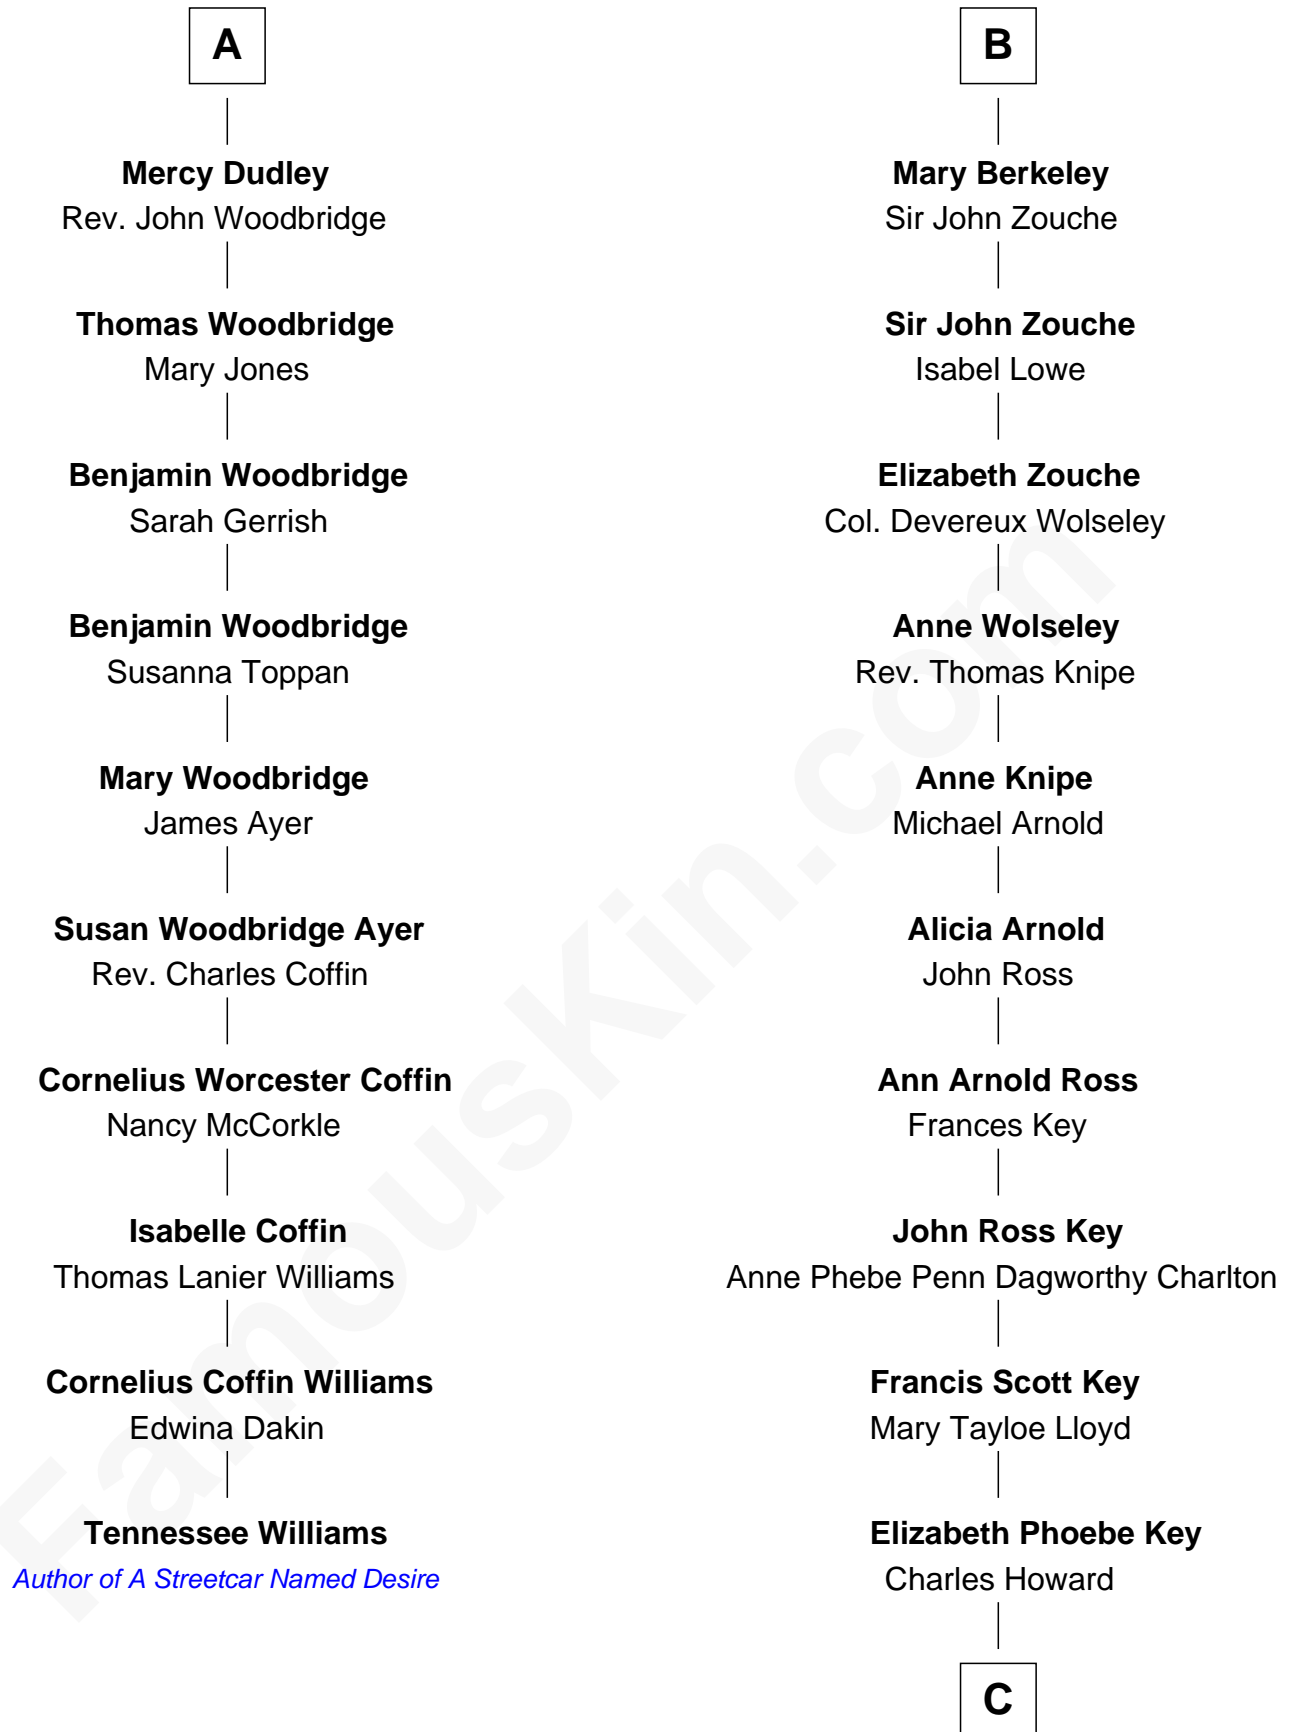 A
Mercy Dudley
Rev. John Woodbridge
Thomas Woodbridge
Mary Jones
Benjamin Woodbridge
Sarah Gerrish
Benjamin Woodbridge
Susanna Toppan
Mary Woodbridge
James Ayer
Susan Woodbridge Ayer
Rev. Charles Coffin
Cornelius Worcester Coffin
Nancy McCorkle
Isabelle Coffin
Thomas Lanier Williams
Cornelius Coffin Williams
Edwina Dakin
Tennessee Williams
Author of A Streetcar Named Desire
B
Mary Berkeley
Sir John Zouche
Sir John Zouche
Isabel Lowe
Elizabeth Zouche
Col. Devereux Wolseley
Anne Wolseley
Rev. Thomas Knipe
Anne Knipe
Michael Arnold
Alicia Arnold
John Ross
Ann Arnold Ross
Frances Key
John Ross Key
Anne Phebe Penn Dagworthy Charlton
Francis Scott Key
Mary Tayloe Lloyd
Elizabeth Phoebe Key
Charles Howard
C
FamousKin.com